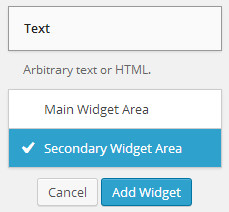 Text
Arbitrary text or HTML.
Main Widget Area
Secondary Widget Area
Cancel Add Widget